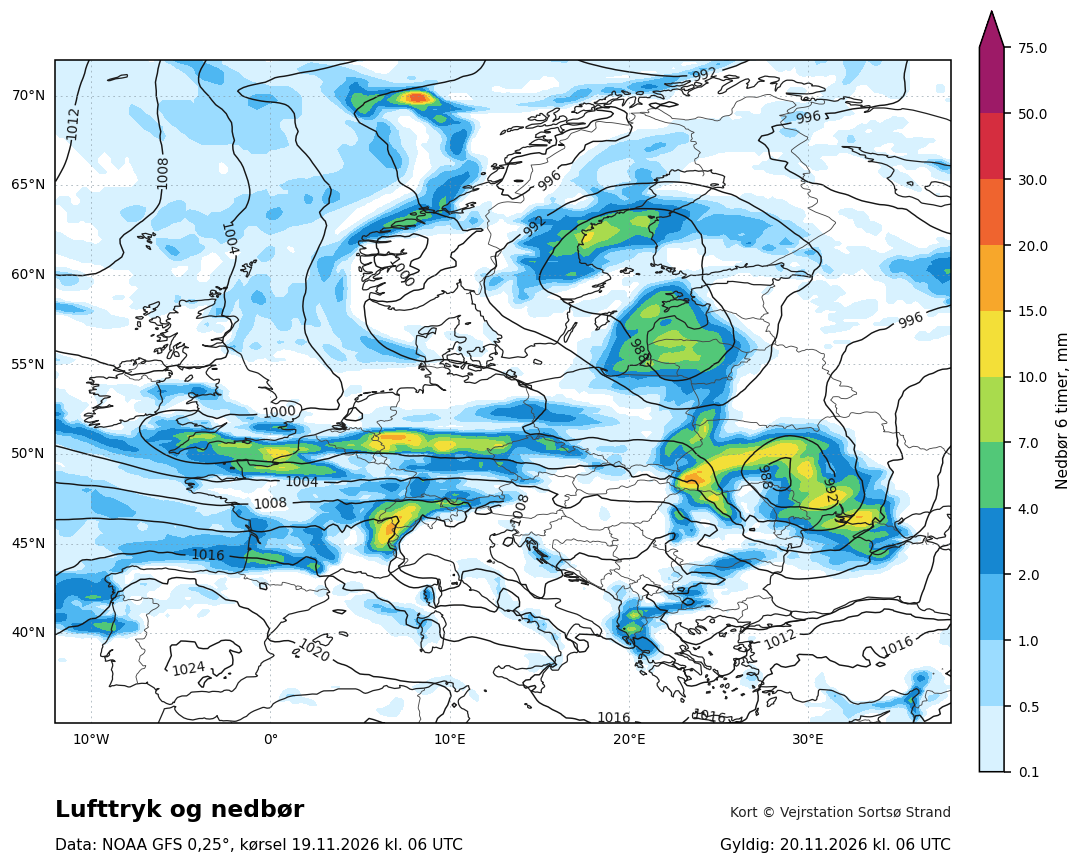 75.0
50.0
30.0
20.0
15.0
10.0
7.0
4.0
2.0
1.0
0.5
0.1
Nedbør 6 timer, mm
70°N
65°N
60°N
55°N
50°N
45°N
40°N
10°W
0°
10°E
20°E
30°E
992
1012
996
1008
996
992
1004
1000
996
988
1000
988
992
1004
1008
1008
1016
1012
1020
1016
1024
1016
1016
Lufttryk og nedbør
Kort © Vejrstation Sortsø Strand
Data: NOAA GFS 0,25°, kørsel 19.11.2026 kl. 06 UTC
Gyldig: 20.11.2026 kl. 06 UTC